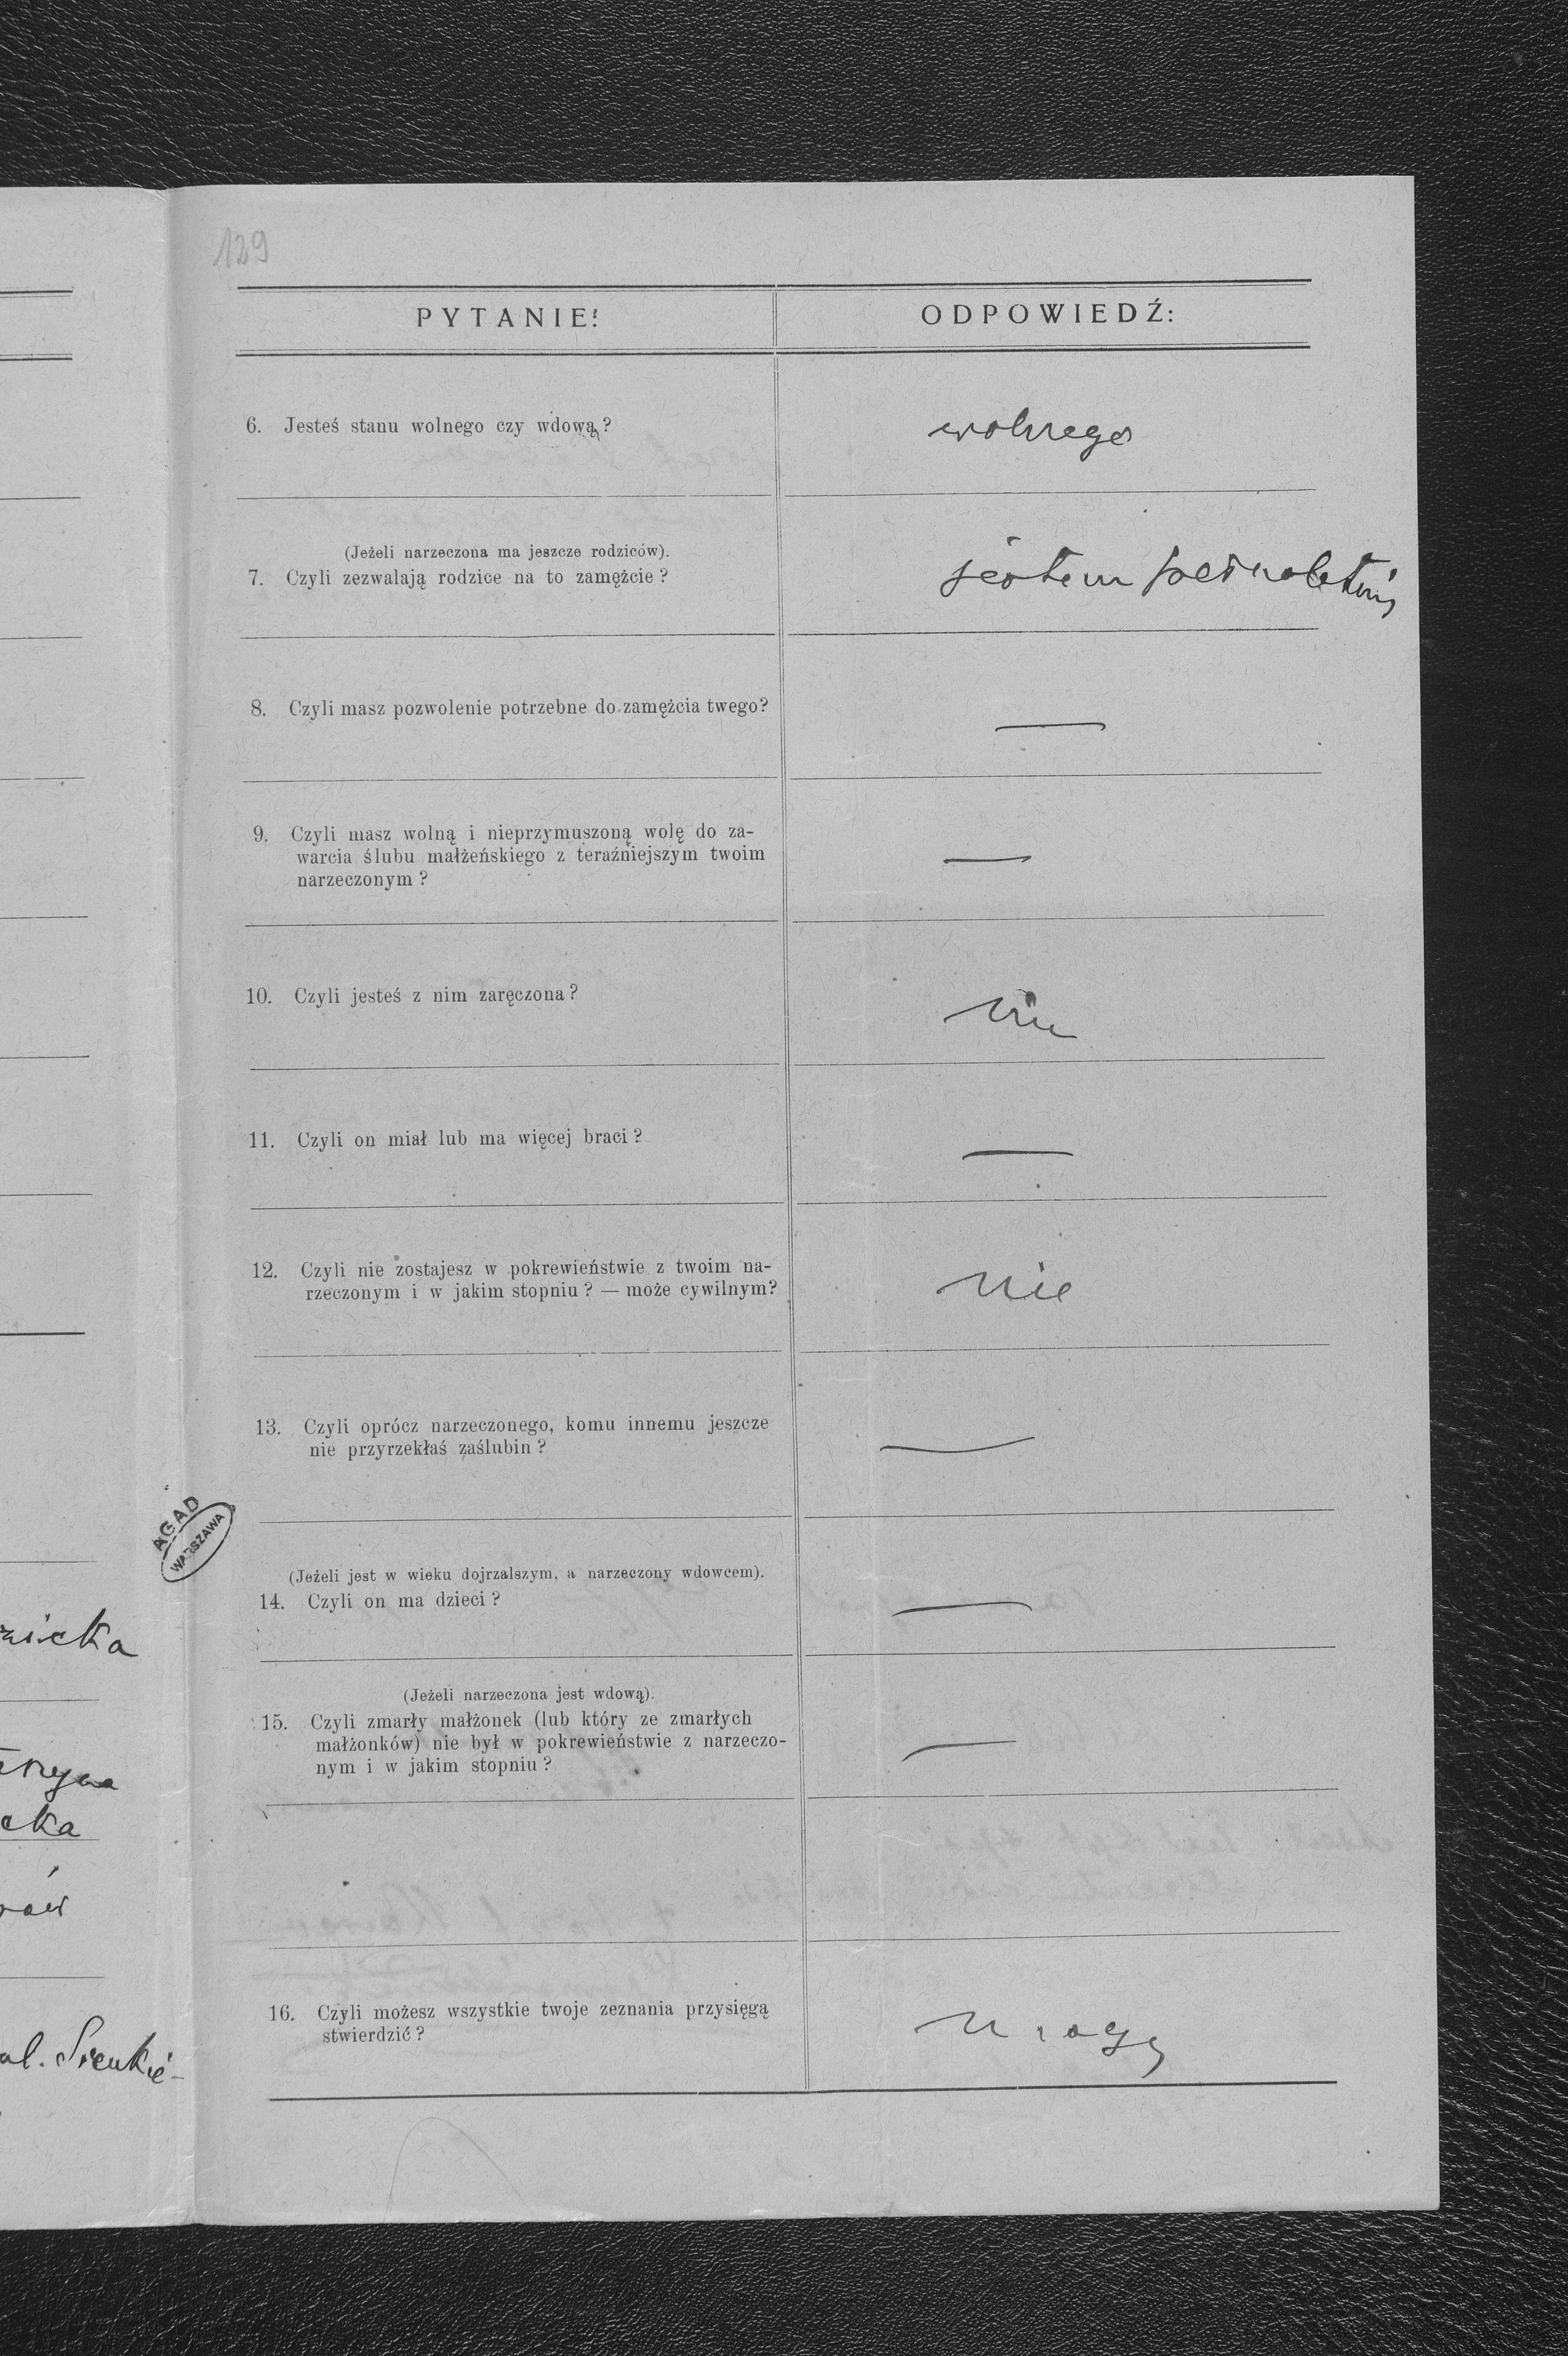 129
PYTANIE: ODPOWIEDŹ:
6. Jesteś stanu wolnego czy wdową? wolnego
(Jeżeli narzeczona ma jeszcze rodziców).
7. Czyli zezwalają rodzice na to zamężcie? jestem
8. Czyli masz pozwolenie potrzebne do zamężcia twego? —
9. Czyli masz wolną i nieprzymuszoną wolę do za-
warcia ślubu małżeńskiego z teraźniejszym twoim —
narzeczonym?
10. Czyli jesteś z nim zaręczona? nie
11. Czyli on miał lub ma więcej braci? —
12. Czyli nie zostajesz w pokrewieństwie z twoim na-
rzeczonym i w jakim stopniu? — może cywilnym? nie
13. Czyli oprócz narzeczonego, komu innemu jeszcze
nie przyrzekłaś zaślubin? —
AGAD
WARSZAWA
(Jeżeli jest w wieku dojrzalszym, a narzeczony wdowcem).
14. Czyli on ma dzieci? —
zicka
(Jeżeli narzeczona jest wdową).
15. Czyli zmarły małżonek (lub który ze zmarłych
małżonków) nie był w pokrewieństwie z narzeczo- —
nym i w jakim stopniu?
cka
16. Czyli możesz wszystkie twoje zeznania przysięgą
stwierdzić? mogę
ul. Sienkie-